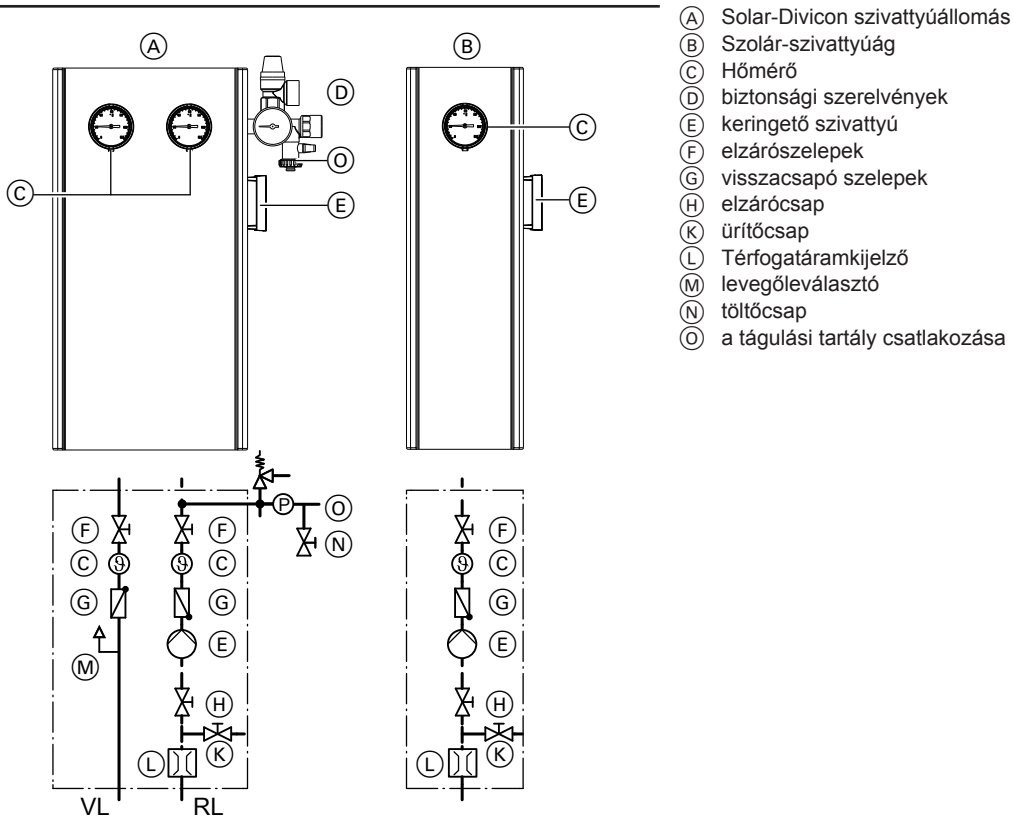 A Solar-Divicon szivattyúállomás
B Szolár-szivattyúág
C Hőmérő
D biztonsági szerelvények
E keringető szivattyú
F elzárószelepek
G visszacsapó szelepek
H elzárócsap
K ürítőcsap
L Térfogatáramkijelző
M levegőleválasztó
N töltőcsap
O a tágulási tartály csatlakozása
A B
D
C
O
C E E
P O
F F N F
ϑ ϑ ϑ
C C C
G G G
E E
M
H H
K K
L L
VL RL